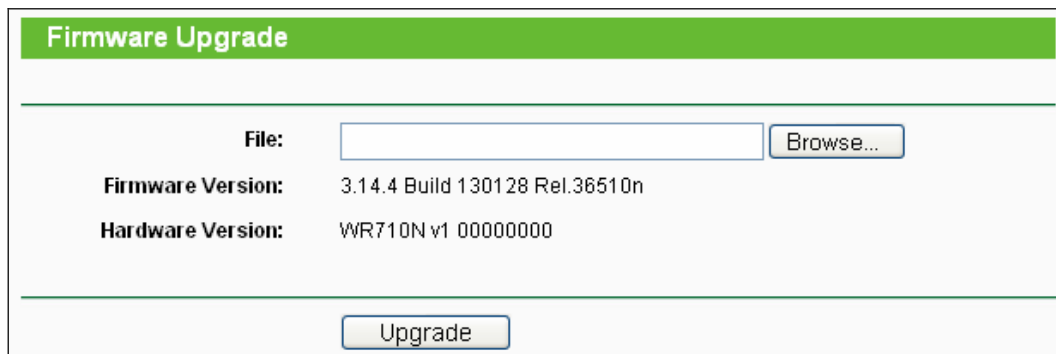 Firmware Upgrade
File: Browse...
Firmware Version: 3.14.4 Build 130128 Rel.36510n
Hardware Version: WR710N v1 00000000
Upgrade